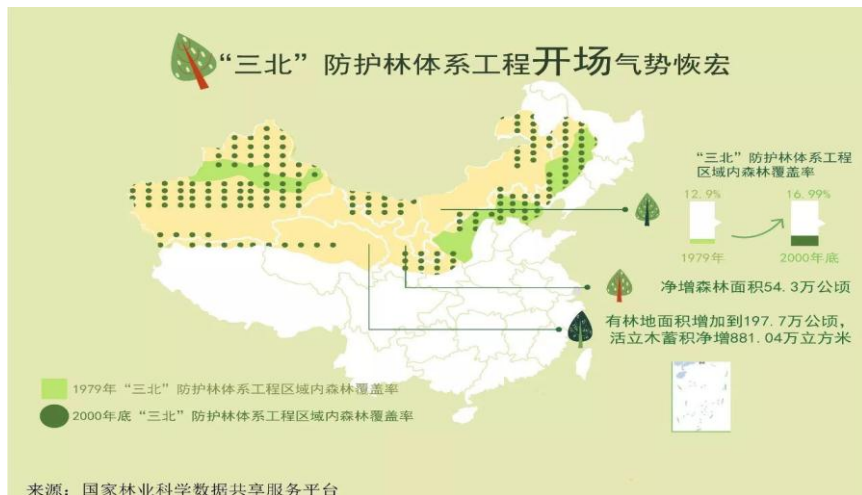 “三北”防护林体系工程开场气势恢宏
“三北”防护林体系工程
区域内森林覆盖率
12.9%
16.99%
1979年
2000年底
净增森林面积54.3万公顷
有林地面积增加到197.7万公顷，
活立木蓄积净增881.04万立方米
1979年“三北”防护林体系工程区域内森林覆盖率
2000年底“三北”防护林体系工程区域内森林覆盖率
来源：国家林业科学数据共享服务平台